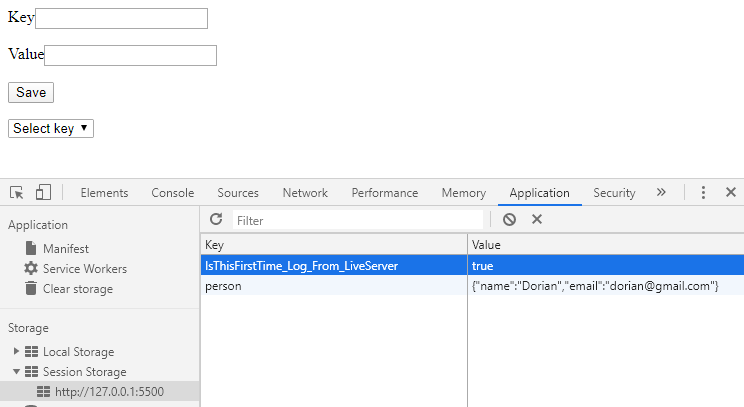 Key
Value
Save
Select key
Elements Console Sources Network Performance Memory Application Security
Application
Manifest
Service Workers
Clear storage
Storage
Local Storage
Session Storage
http://127.0.0.1:5500
Filter
Key Value
IsThisFirstTime_Log_From_LiveServer true
person {"name":"Dorian","email":"dorian@gmail.com"}